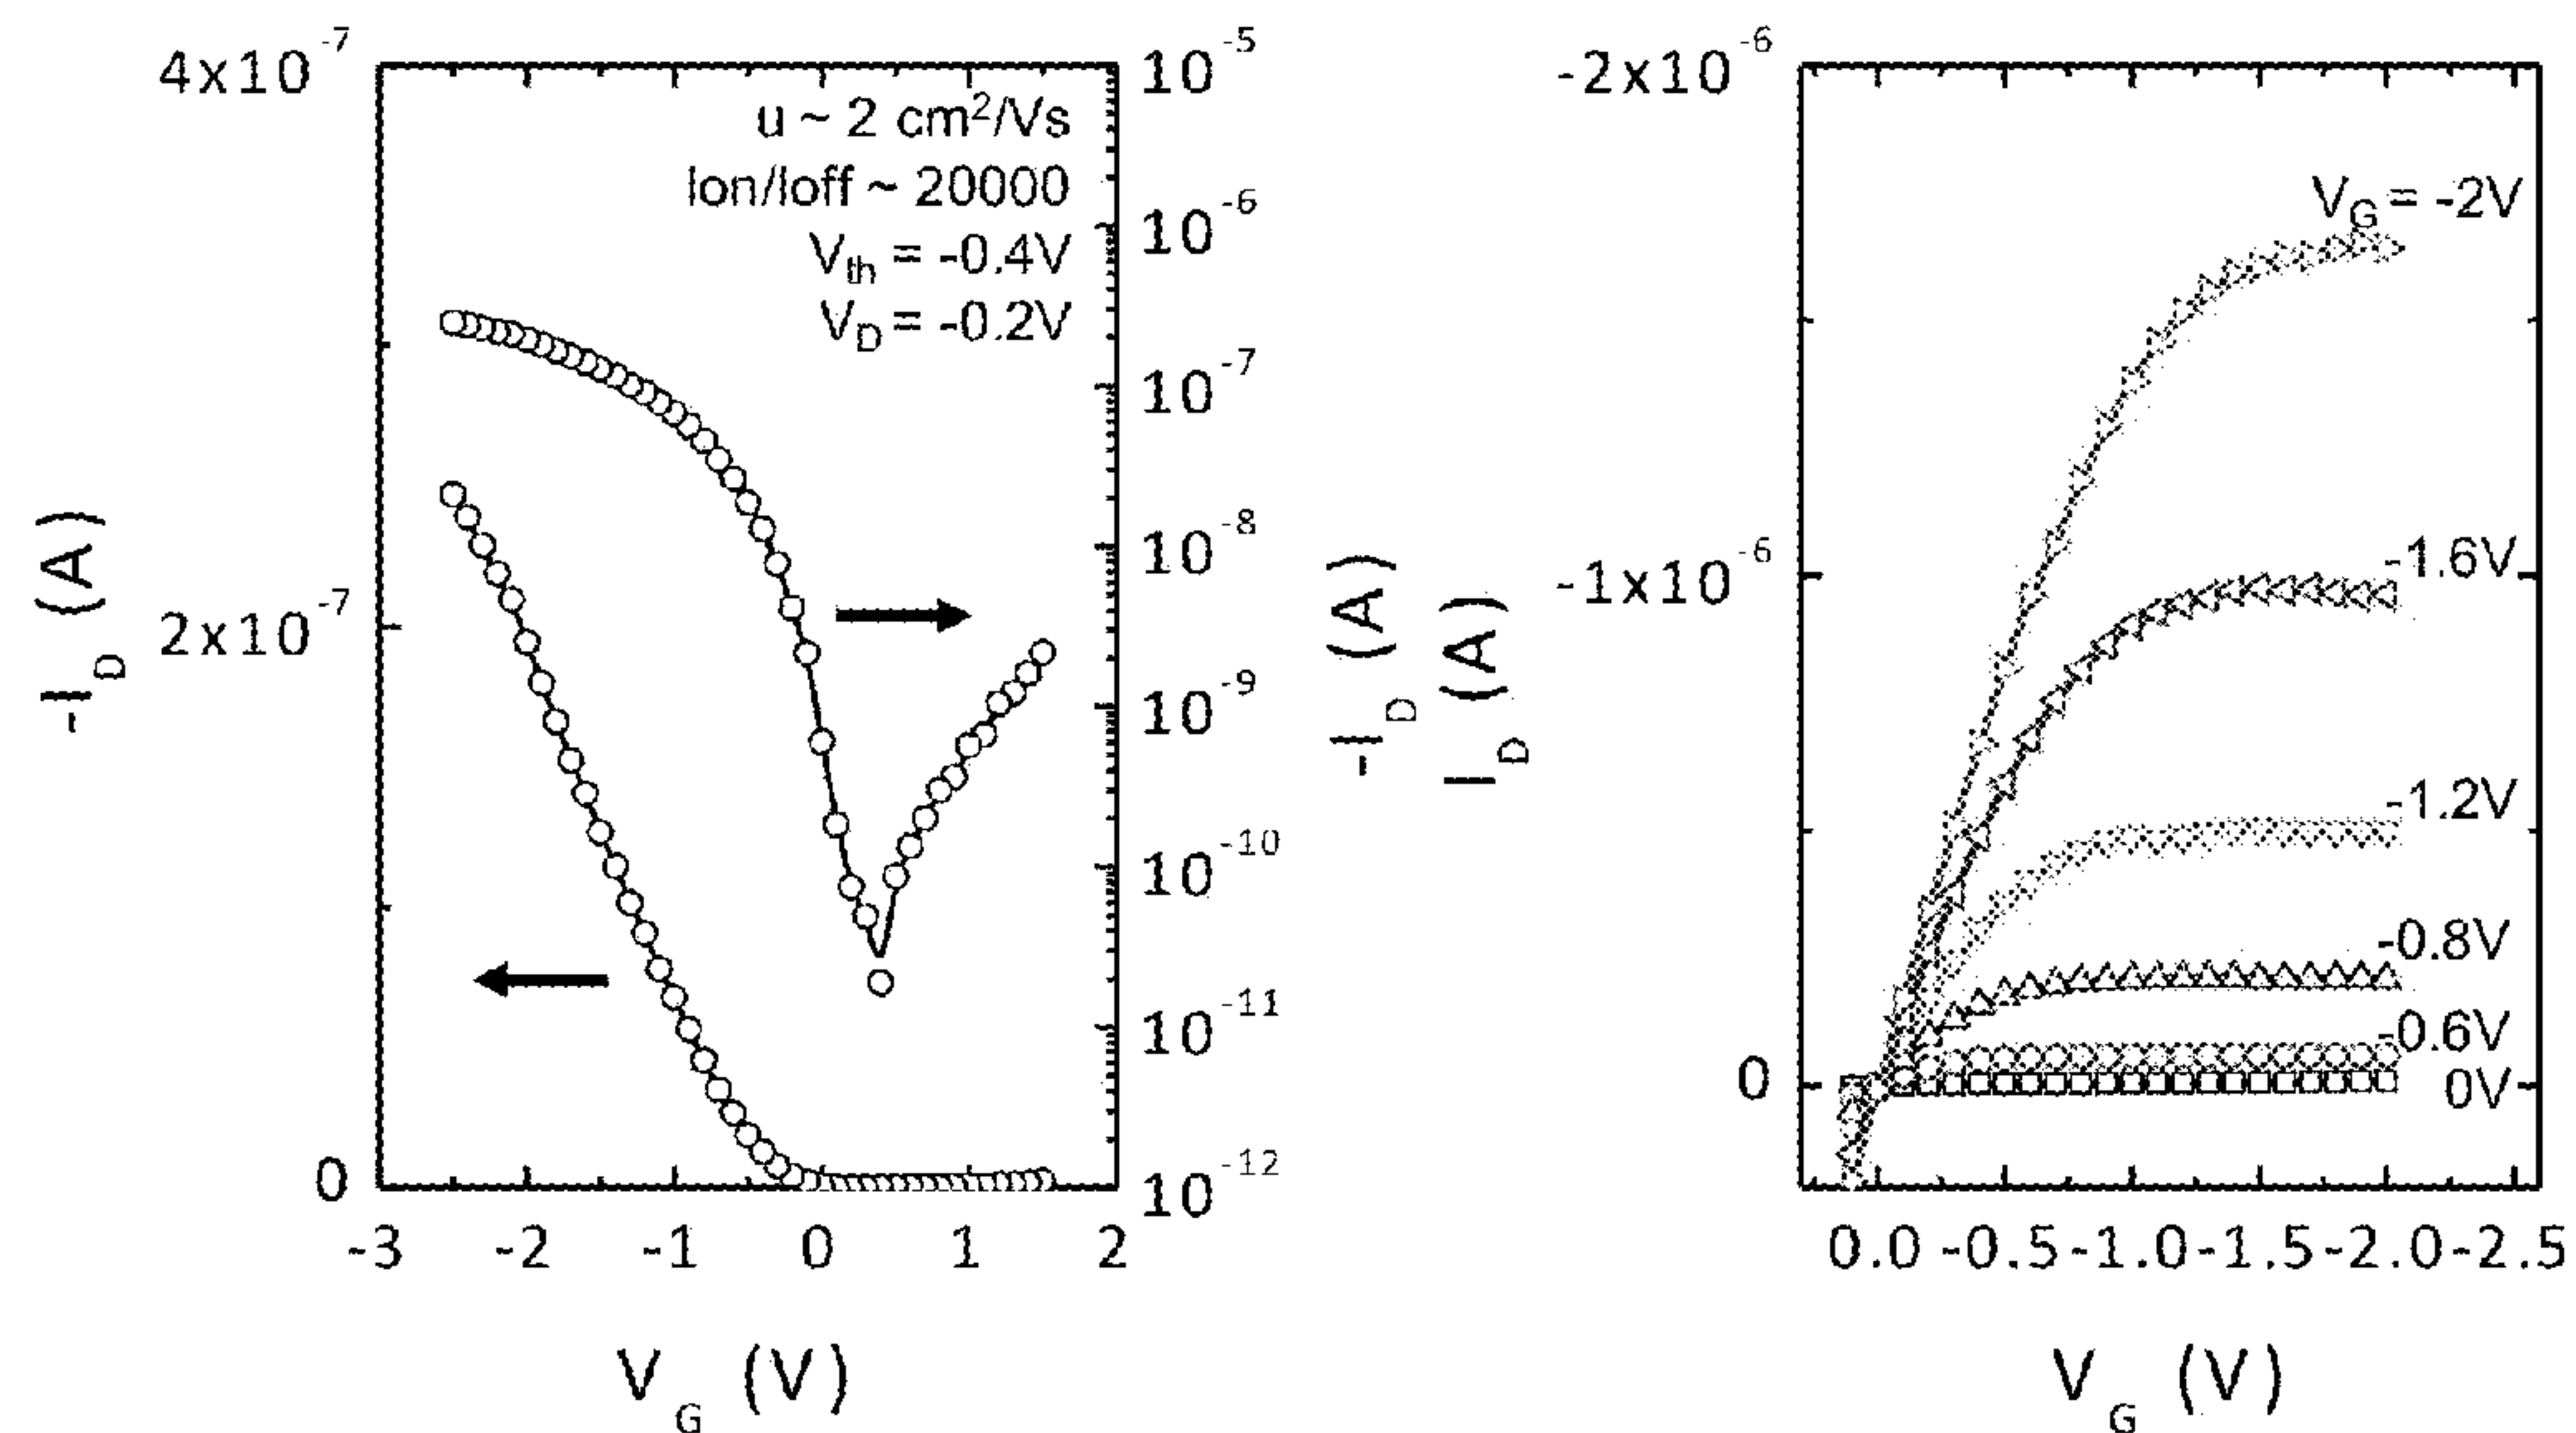 4x10^-7
2x10^-7
0
-I_D (A)
u ~ 2 cm²/Vs
Ion/Ioff ~ 20000
V_th = -0.4V
V_D = -0.2V
10^-5
10^-6
10^-7
10^-8
10^-9
10^-10
10^-11
10^-12
-I_D (A)
-3 -2 -1 0 1 2
V_G (V)
I_D (A)
-2x10^-6
-1x10^-6
0
V_G = -2V
-1.6V
-1.2V
-0.8V
-0.6V
0V
0.0 -0.5 -1.0 -1.5 -2.0 -2.5
V_G (V)